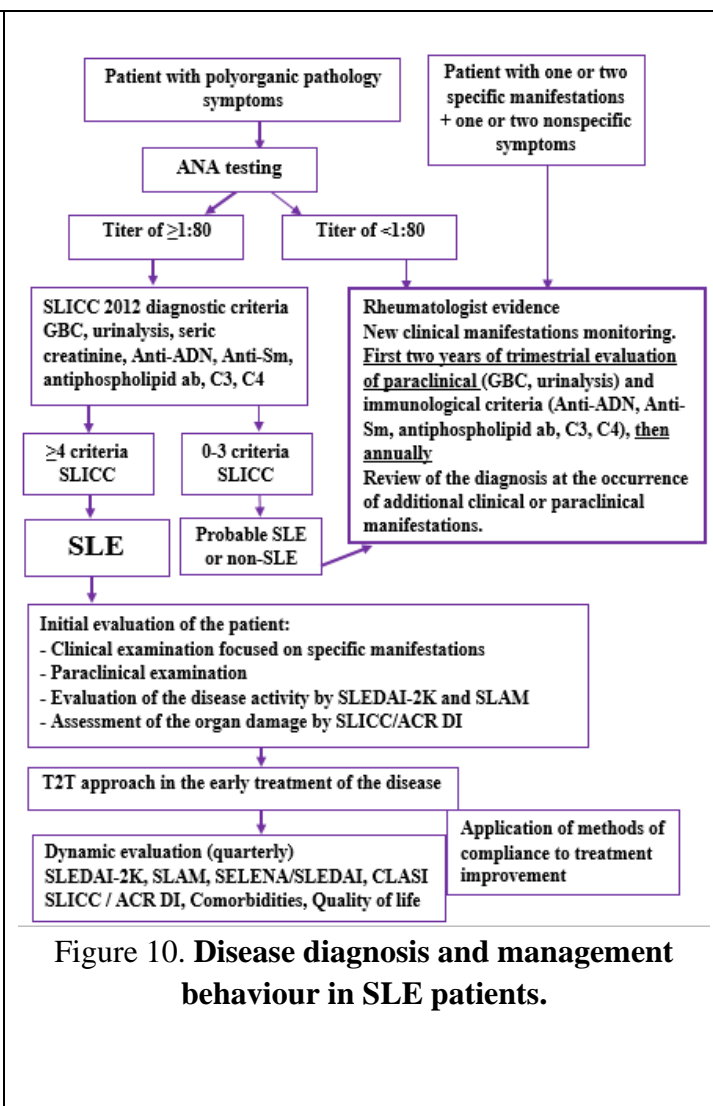 Patient with polyorganic pathology
symptoms
Patient with one or two
specific manifestations
+ one or two nonspecific
symptoms
ANA testing
Titer of ≥1:80
Titer of <1:80
SLICC 2012 diagnostic criteria
GBC, urinalysis, seric
creatinine, Anti-ADN, Anti-Sm,
antiphospholipid ab, C3, C4
Rheumatologist evidence
New clinical manifestations monitoring.
First two years of trimestrial evaluation
of paraclinical (GBC, urinalysis) and
immunological criteria (Anti-ADN, Anti-
Sm, antiphospholipid ab, C3, C4), then
annually
Review of the diagnosis at the occurrence
of additional clinical or paraclinical
manifestations.
≥4 criteria
SLICC
0-3 criteria
SLICC
SLE
Probable SLE
or non-SLE
Initial evaluation of the patient:
- Clinical examination focused on specific manifestations
- Paraclinical examination
- Evaluation of the disease activity by SLEDAI-2K and SLAM
- Assessment of the organ damage by SLICC/ACR DI
T2T approach in the early treatment of the disease
Dynamic evaluation (quarterly)
SLEDAI-2K, SLAM, SELENA/SLEDAI, CLASI
SLICC / ACR DI, Comorbidities, Quality of life
Application of methods of
compliance to treatment
improvement
Figure 10. Disease diagnosis and management
behaviour in SLE patients.